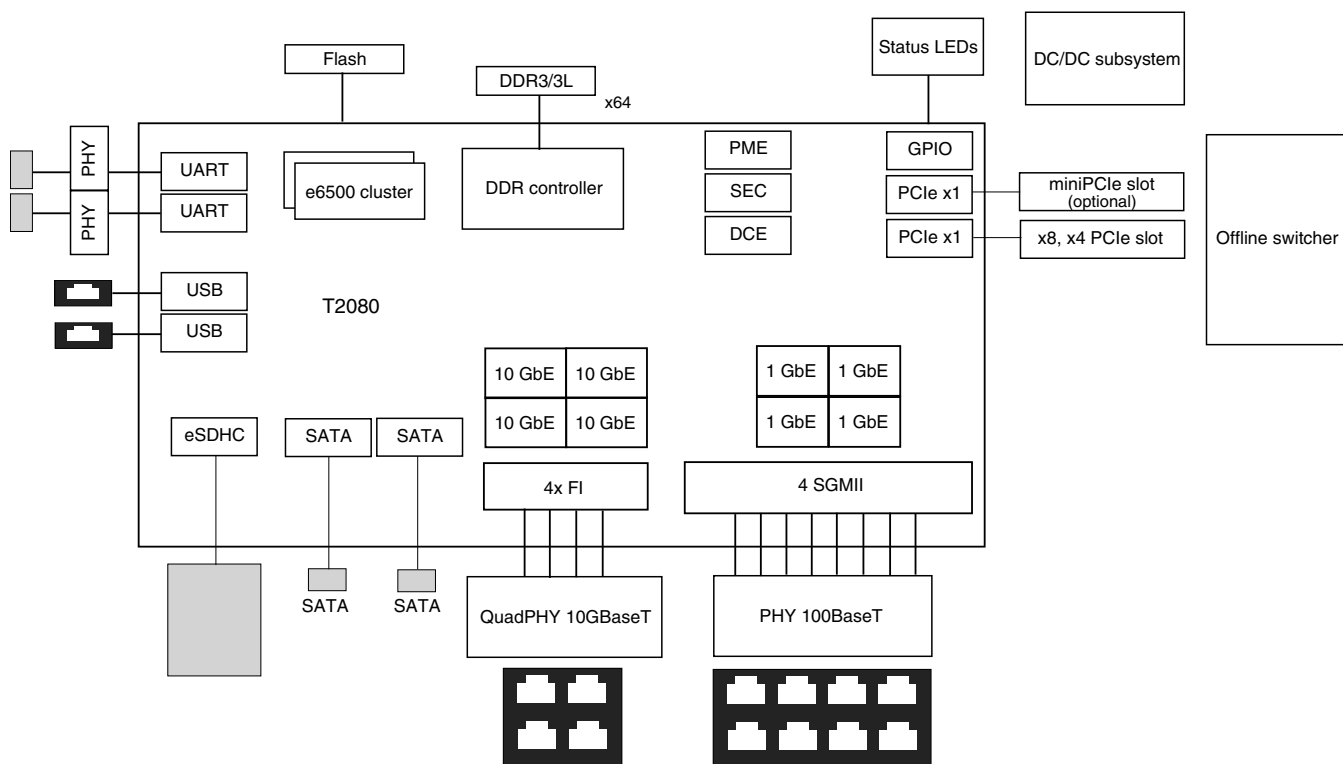 Flash
DDR3/3L
x64
Status LEDs
DC/DC subsystem
PHY
PHY
UART
UART
e6500 cluster
DDR controller
PME
SEC
DCE
GPIO
PCIe x1
PCIe x1
miniPCIe slot
(optional)
x8, x4 PCIe slot
Offline switcher
USB
USB
T2080
10 GbE
10 GbE
10 GbE
10 GbE
1 GbE
1 GbE
1 GbE
1 GbE
eSDHC
SATA
SATA
4x FI
4 SGMII
SATA
SATA
QuadPHY 10GBaseT
PHY 100BaseT